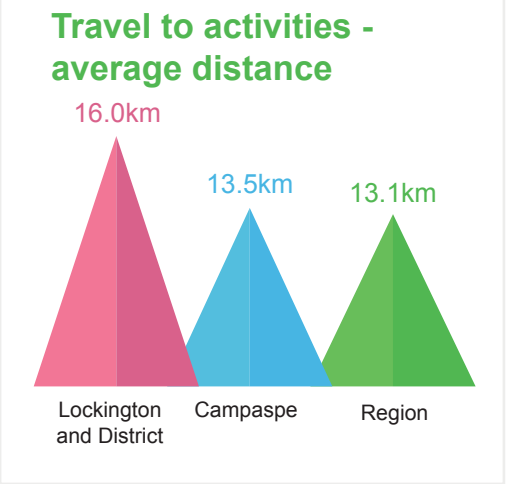 Travel to activities -
average distance
16.0km
13.5km
13.1km
Lockington
and District
Campaspe
Region